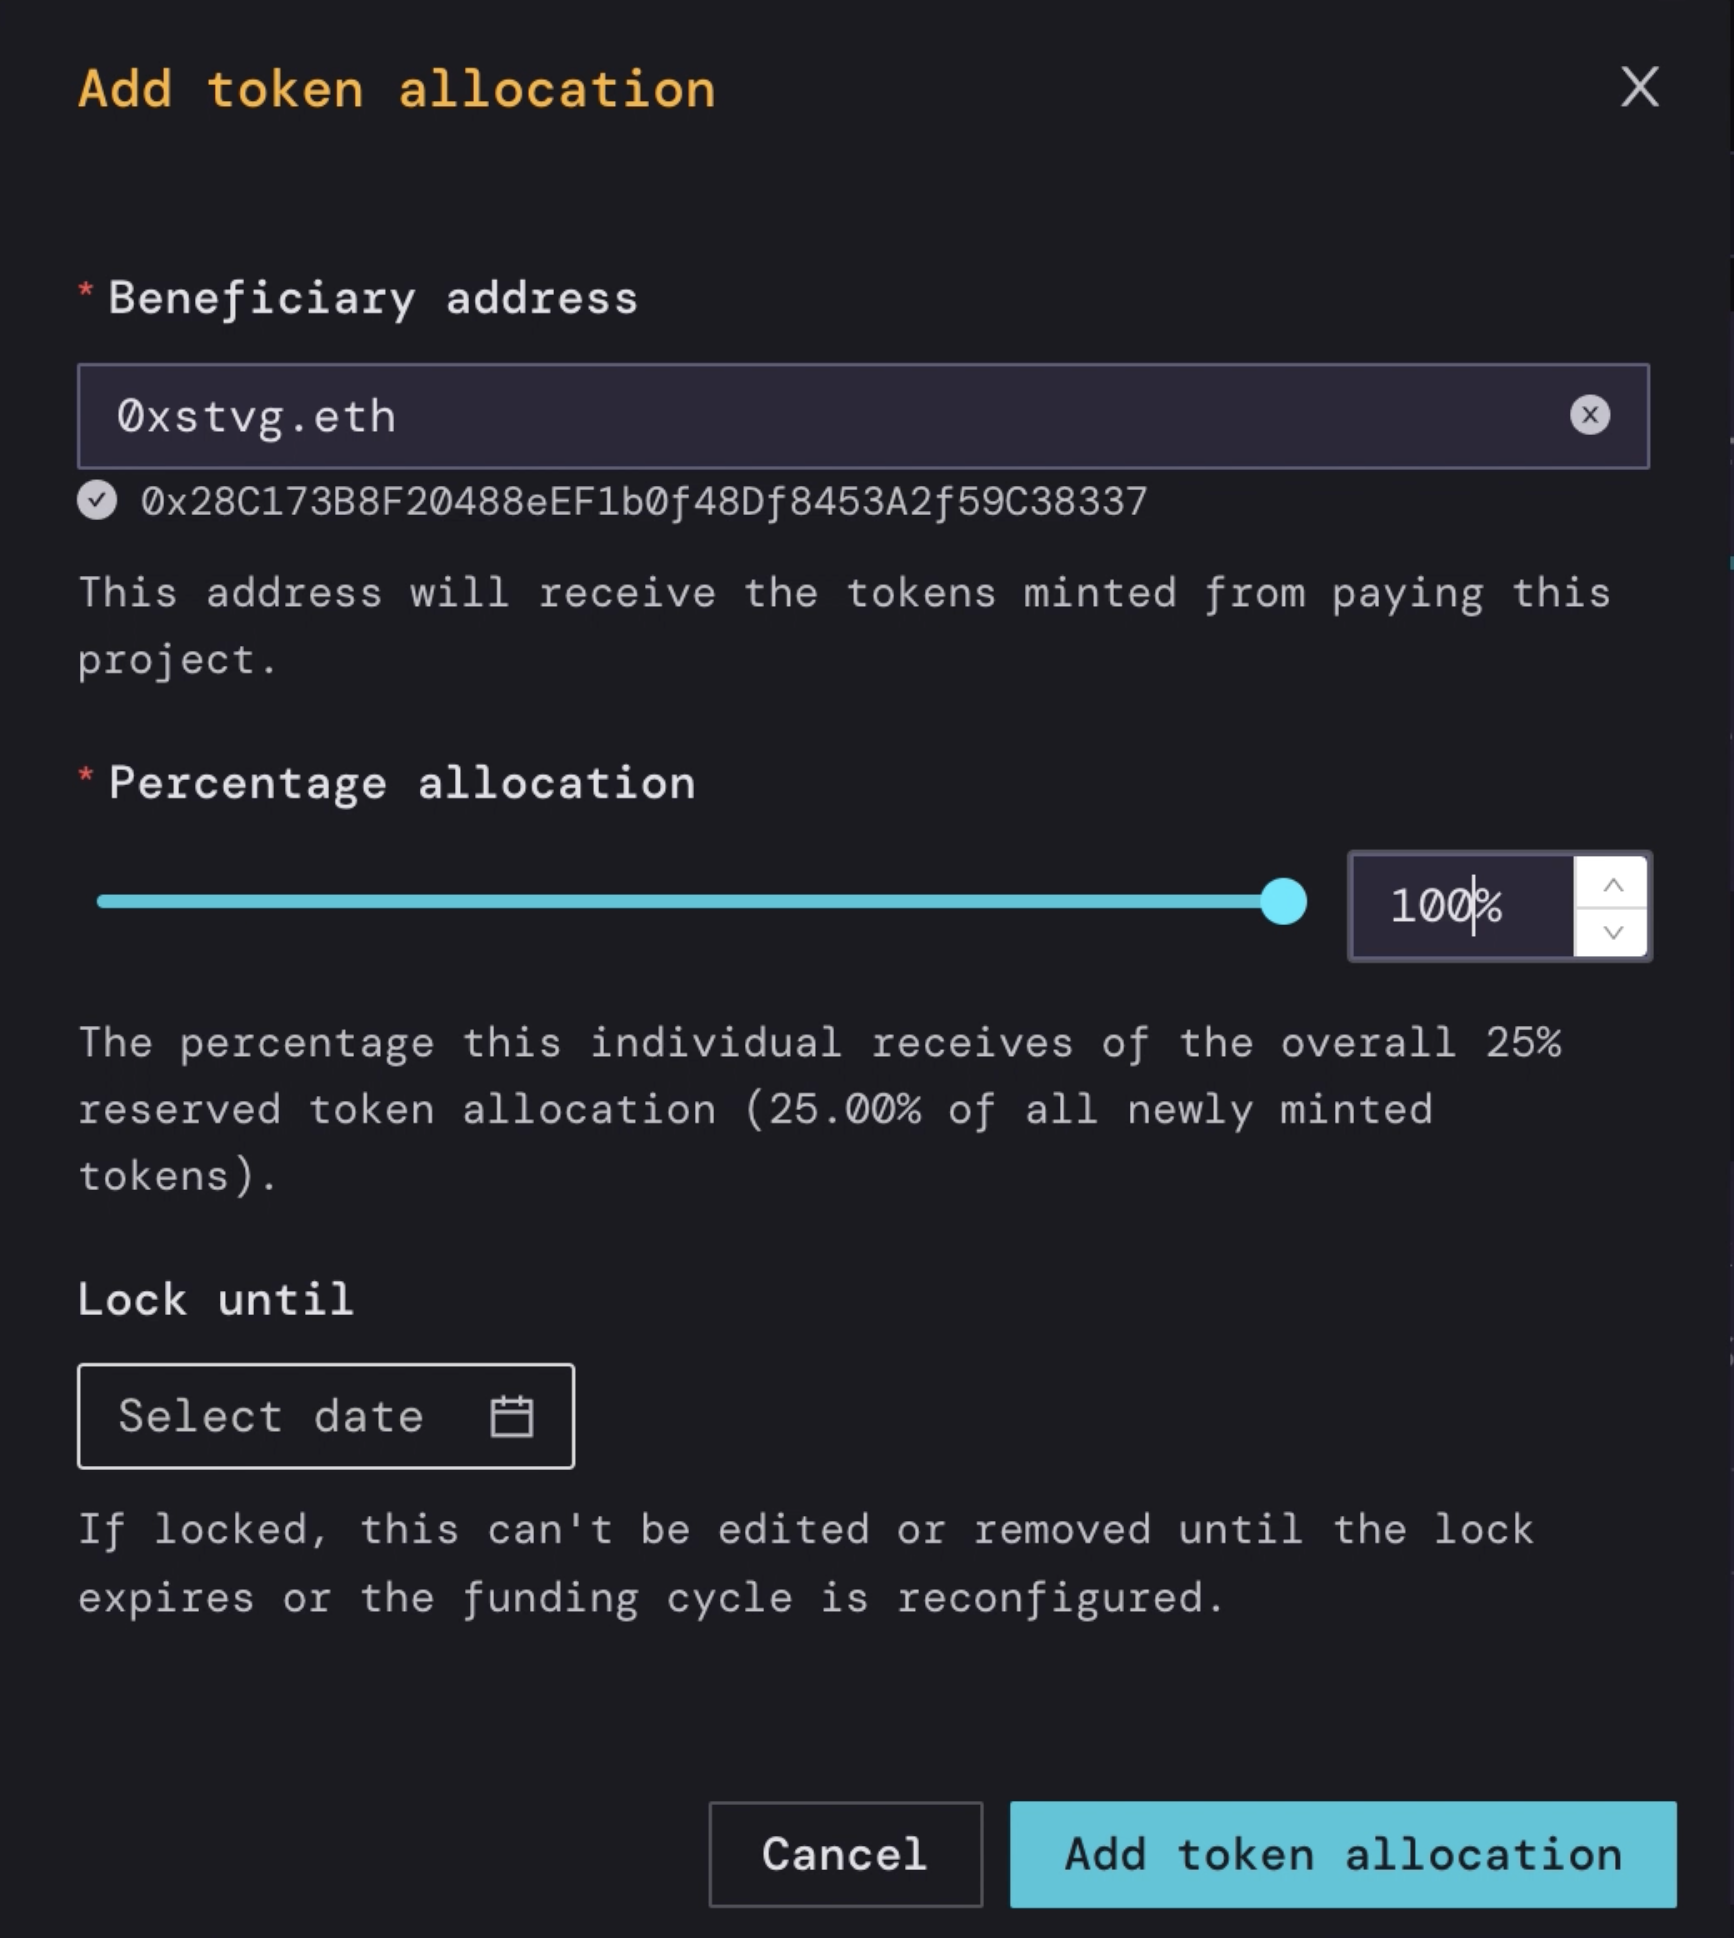 Add token allocation
* Beneficiary address
0xstvg.eth
0x28C173B8F20488eEF1b0f48Df8453A2f59C38337
This address will receive the tokens minted from paying this
project.
* Percentage allocation
100%
The percentage this individual receives of the overall 25%
reserved token allocation (25.00% of all newly minted
tokens).
Lock until
Select date
If locked, this can't be edited or removed until the lock
expires or the funding cycle is reconfigured.
Cancel
Add token allocation